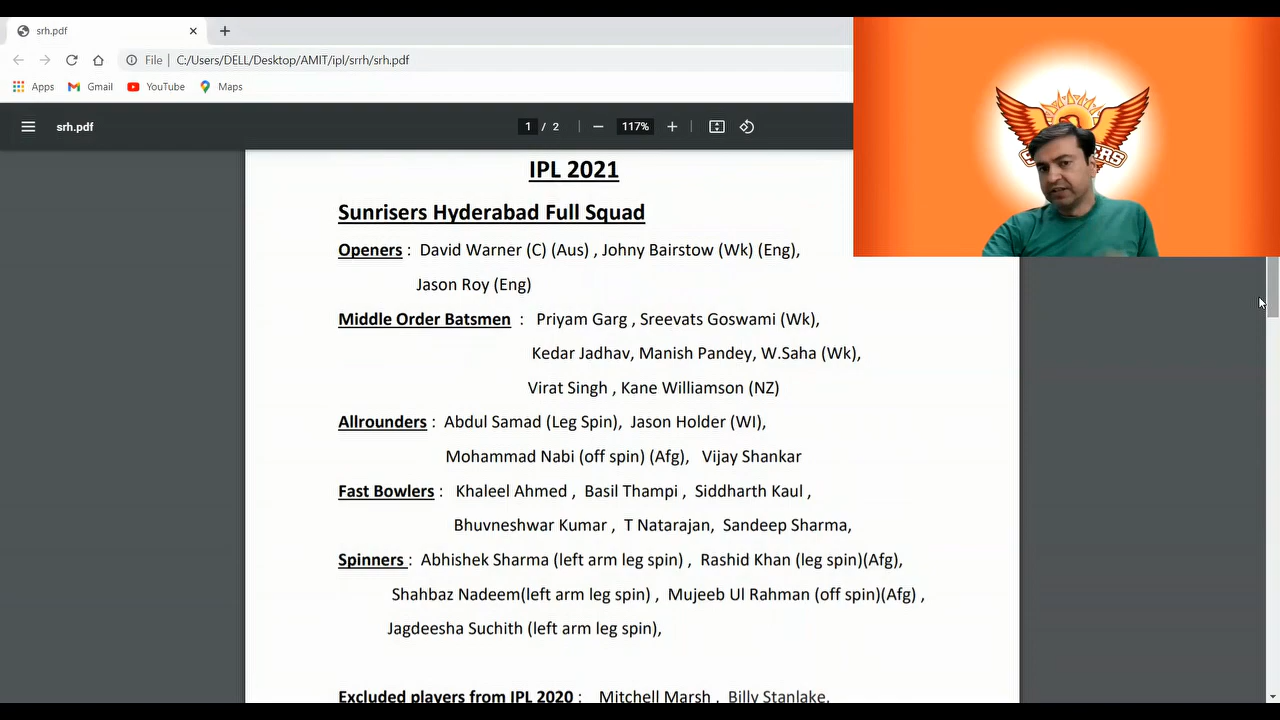 srh.pdf
File | C:/Users/DELL/Desktop/AMIT/ipl/srrh/srh.pdf
Apps Gmail YouTube Maps
srh.pdf 1 / 2 117%
IPL 2021
Sunrisers Hyderabad Full Squad
Openers : David Warner (C) (Aus) , Johny Bairstow (Wk) (Eng),
Jason Roy (Eng)
Middle Order Batsmen : Priyam Garg , Sreevats Goswami (Wk),
Kedar Jadhav, Manish Pandey, W.Saha (Wk),
Virat Singh , Kane Williamson (NZ)
Allrounders : Abdul Samad (Leg Spin), Jason Holder (WI),
Mohammad Nabi (off spin) (Afg), Vijay Shankar
Fast Bowlers : Khaleel Ahmed , Basil Thampi , Siddharth Kaul ,
Bhuvneshwar Kumar , T Natarajan, Sandeep Sharma,
Spinners : Abhishek Sharma (left arm leg spin) , Rashid Khan (leg spin)(Afg),
Shahbaz Nadeem(left arm leg spin) , Mujeeb Ul Rahman (off spin)(Afg) ,
Jagdeesha Suchith (left arm leg spin),
Excluded players from IPL 2020 : Mitchell Marsh , Billy Stanlake,